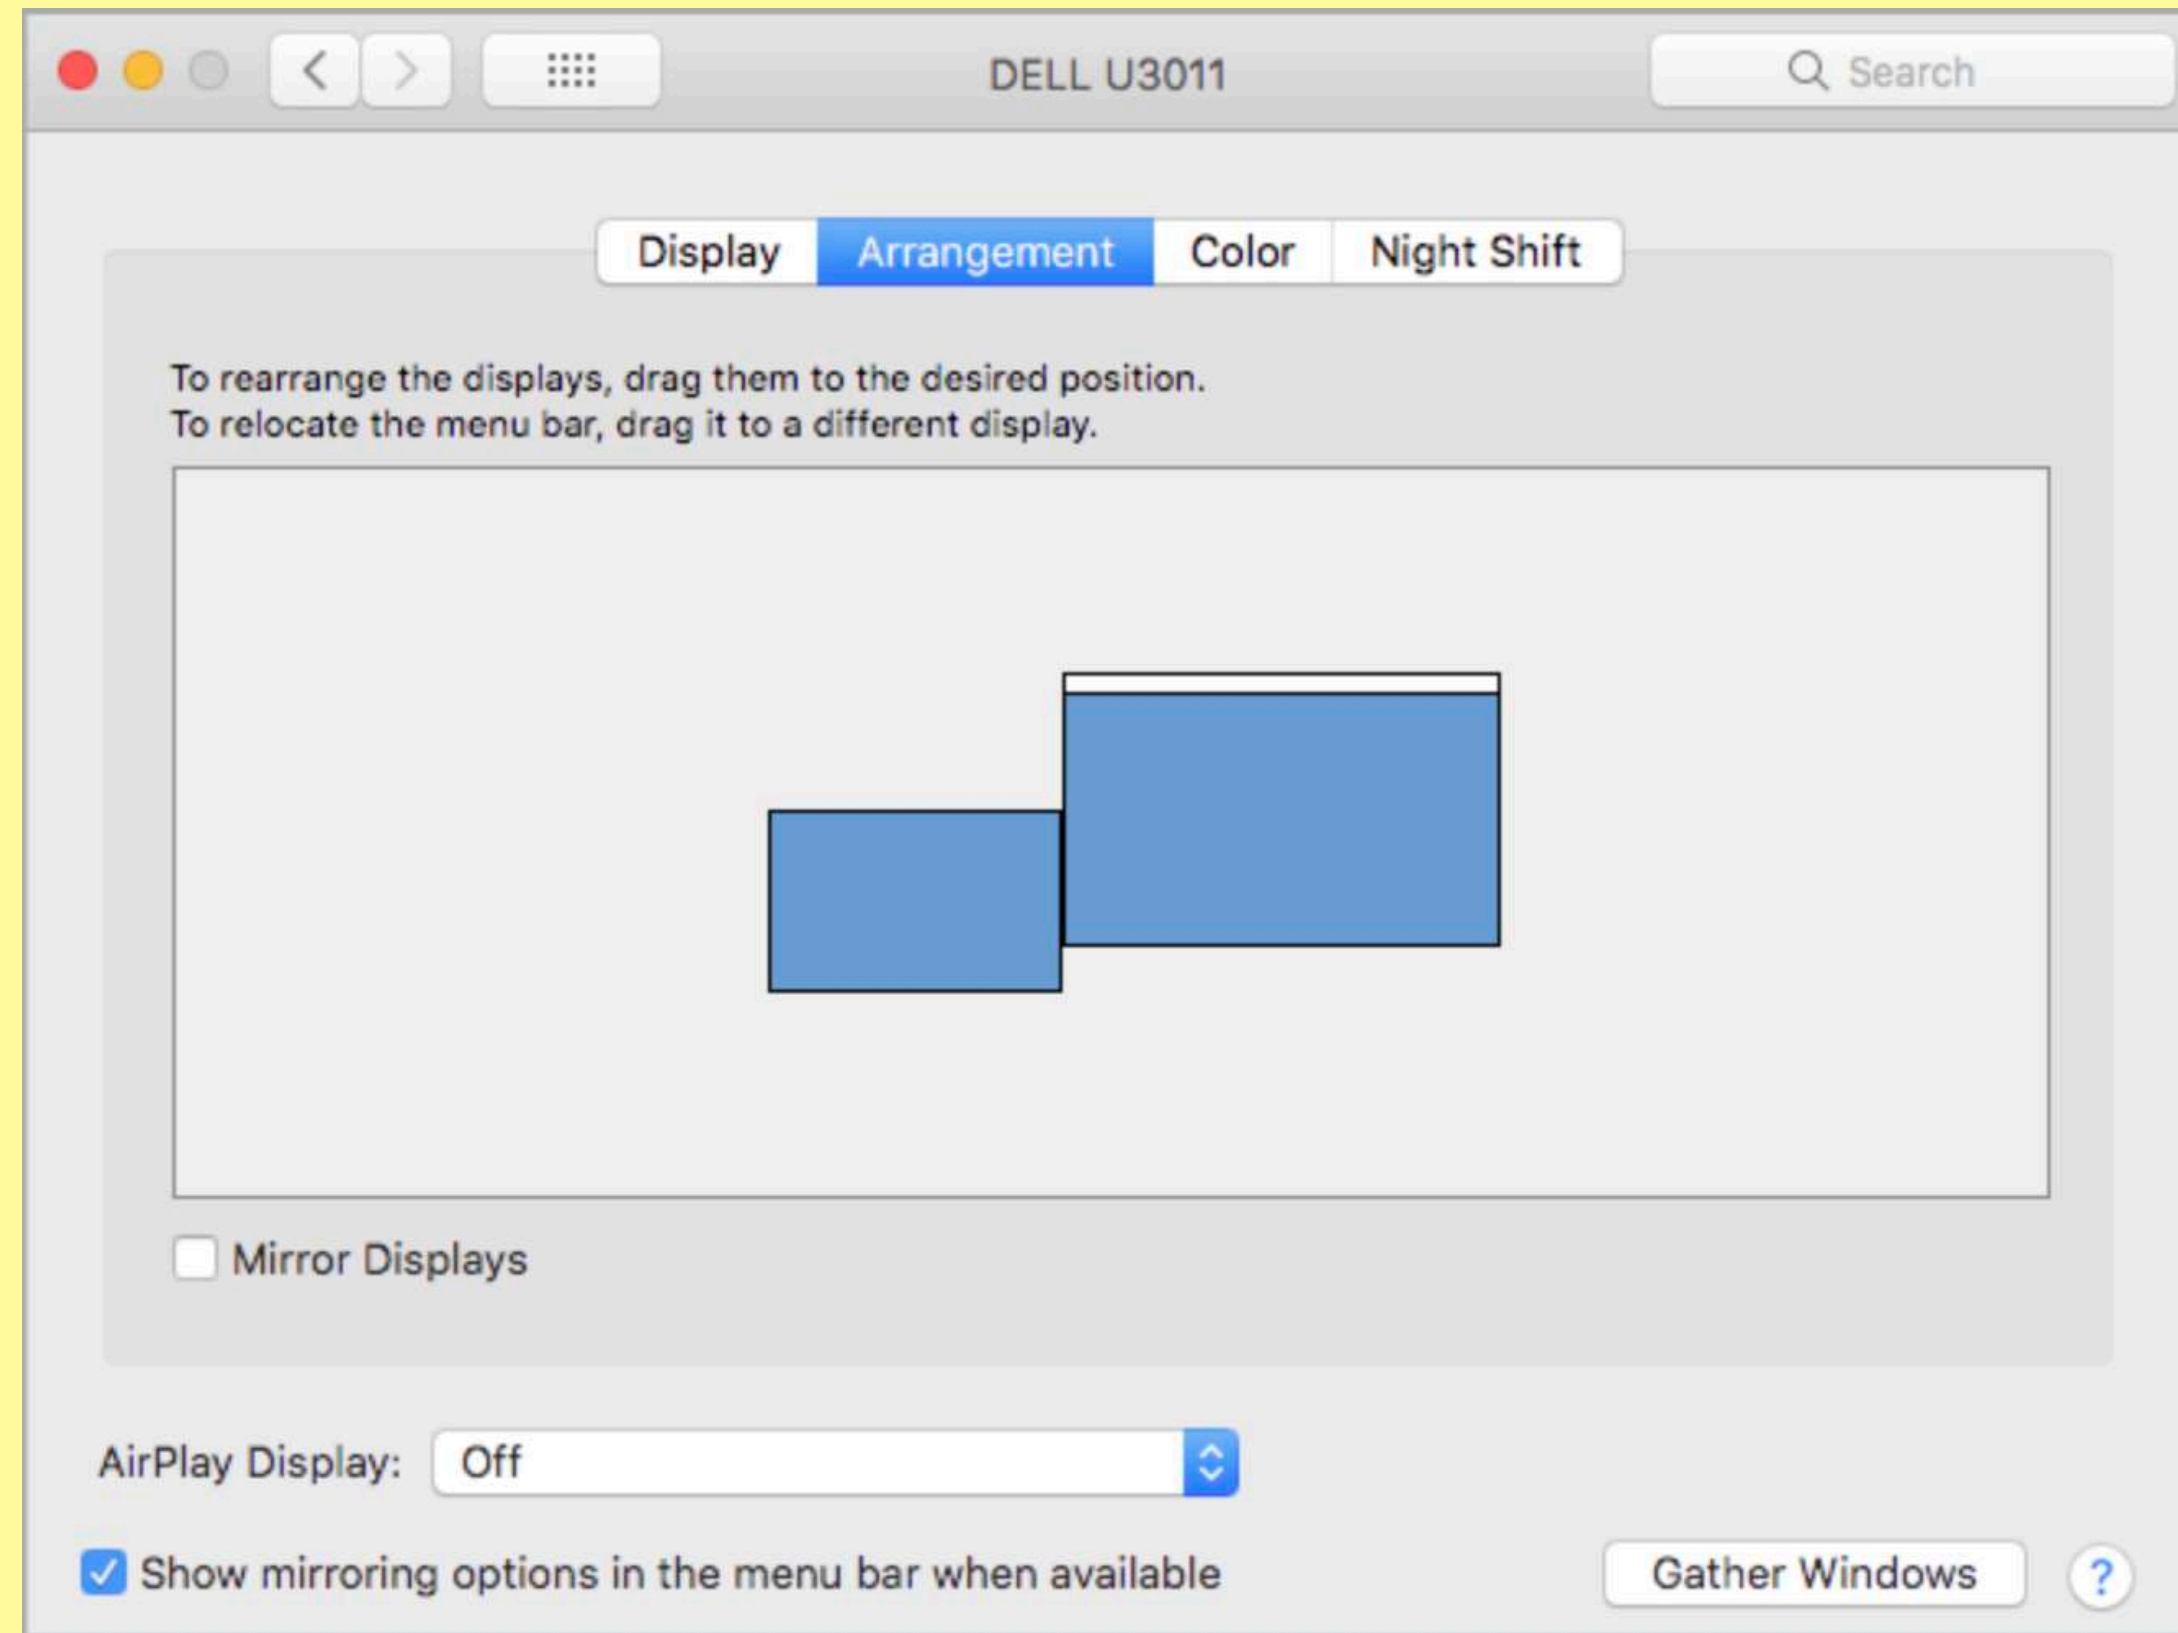 DELL U3011
Search
Display Arrangement Color Night Shift
To rearrange the displays, drag them to the desired position.
To relocate the menu bar, drag it to a different display.
Mirror Displays
AirPlay Display: Off
Show mirroring options in the menu bar when available
Gather Windows ?